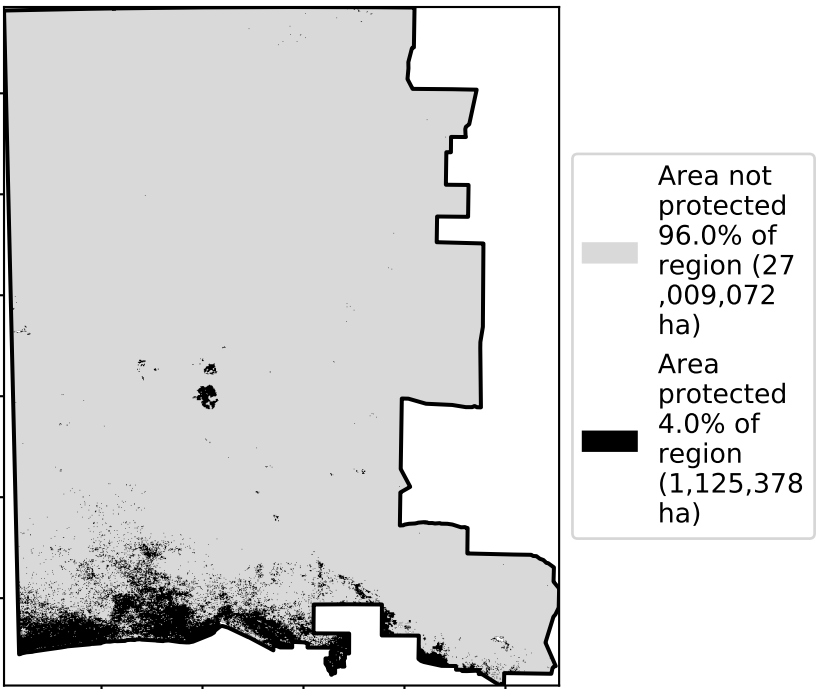 Area not
protected
96.0% of
region (27
,009,072
ha)
Area
protected
4.0% of
region
(1,125,378
ha)